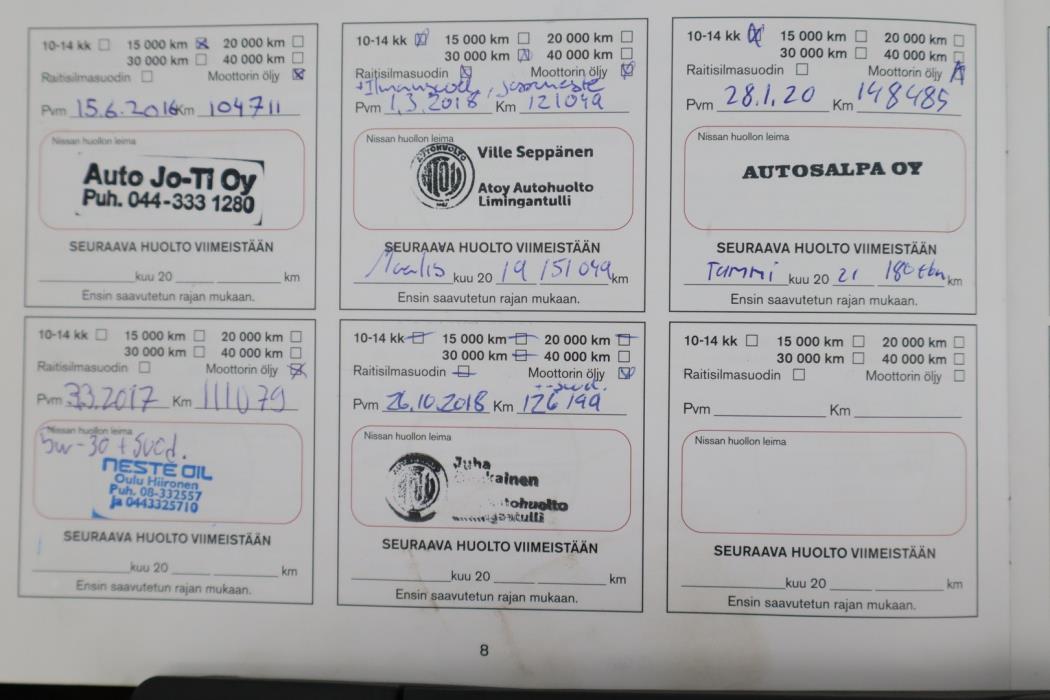 10-14 kk 15 000 km 20 000 km
30 000 km 40 000 km
Raitisilmasuodin Moottorin öljy
Pvm 15.6.2016 Km 104711
Nissan huollon leima
Auto Jo-Ti Oy
Puh. 044-333 1280
SEURAAVA HUOLTO VIIMEISTÄÄN
kuu 20 km
Ensin saavutetun rajan mukaan.
10-14 kk 15 000 km 20 000 km
30 000 km 40 000 km
Raitisilmasuodin Moottorin öljy
+Ilmansuod, jarruneste
Pvm 1,3.2018 Km 121049
Nissan huollon leima
AUTOHUOLTO
ATOY
Ville Seppänen
Atoy Autohuolto
Limingantulli
SEURAAVA HUOLTO VIIMEISTÄÄN
Maalis kuu 20 19 151 049 km
Ensin saavutetun rajan mukaan.
10-14 kk 15 000 km 20 000 km
30 000 km 40 000 km
Raitisilmasuodin Moottorin öljy
Pvm 28.1.20 Km 148485
Nissan huollon leima
AUTOSALPA OY
SEURAAVA HUOLTO VIIMEISTÄÄN
Tammi kuu 20 21 180 tkm km
Ensin saavutetun rajan mukaan.
10-14 kk 15 000 km 20 000 km
30 000 km 40 000 km
Raitisilmasuodin Moottorin öljy
Pvm 3.3.2017 Km 111079
Nissan huollon leima
5w-30 + suod.
NESTE OIL
Oulu Hiironen
Puh. 08-332557
ja 0443325710
SEURAAVA HUOLTO VIIMEISTÄÄN
kuu 20 km
Ensin saavutetun rajan mukaan.
10-14 kk 15 000 km 20 000 km
30 000 km 40 000 km
Raitisilmasuodin Moottorin öljy
+suod.
Pvm 26.10.2018 Km 126199
Nissan huollon leima
Juha
SEURAAVA HUOLTO VIIMEISTÄÄN
kuu 20 km
Ensin saavutetun rajan mukaan.
10-14 kk 15 000 km 20 000 km
30 000 km 40 000 km
Raitisilmasuodin Moottorin öljy
Pvm Km
Nissan huollon leima
SEURAAVA HUOLTO VIIMEISTÄÄN
kuu 20 km
Ensin saavutetun rajan mukaan.
8